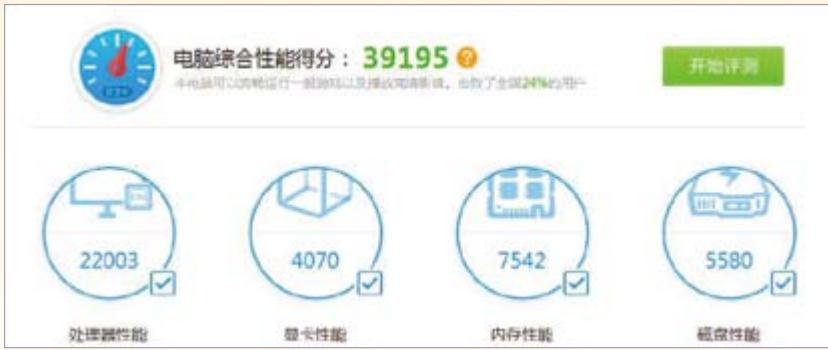 电脑综合性能得分：39195
本电脑可以流畅运行一般游戏以及播放高清影片，击败了全国24%的用户
开始评测
22003
4070
7542
5580
处理器性能
显卡性能
内存性能
磁盘性能